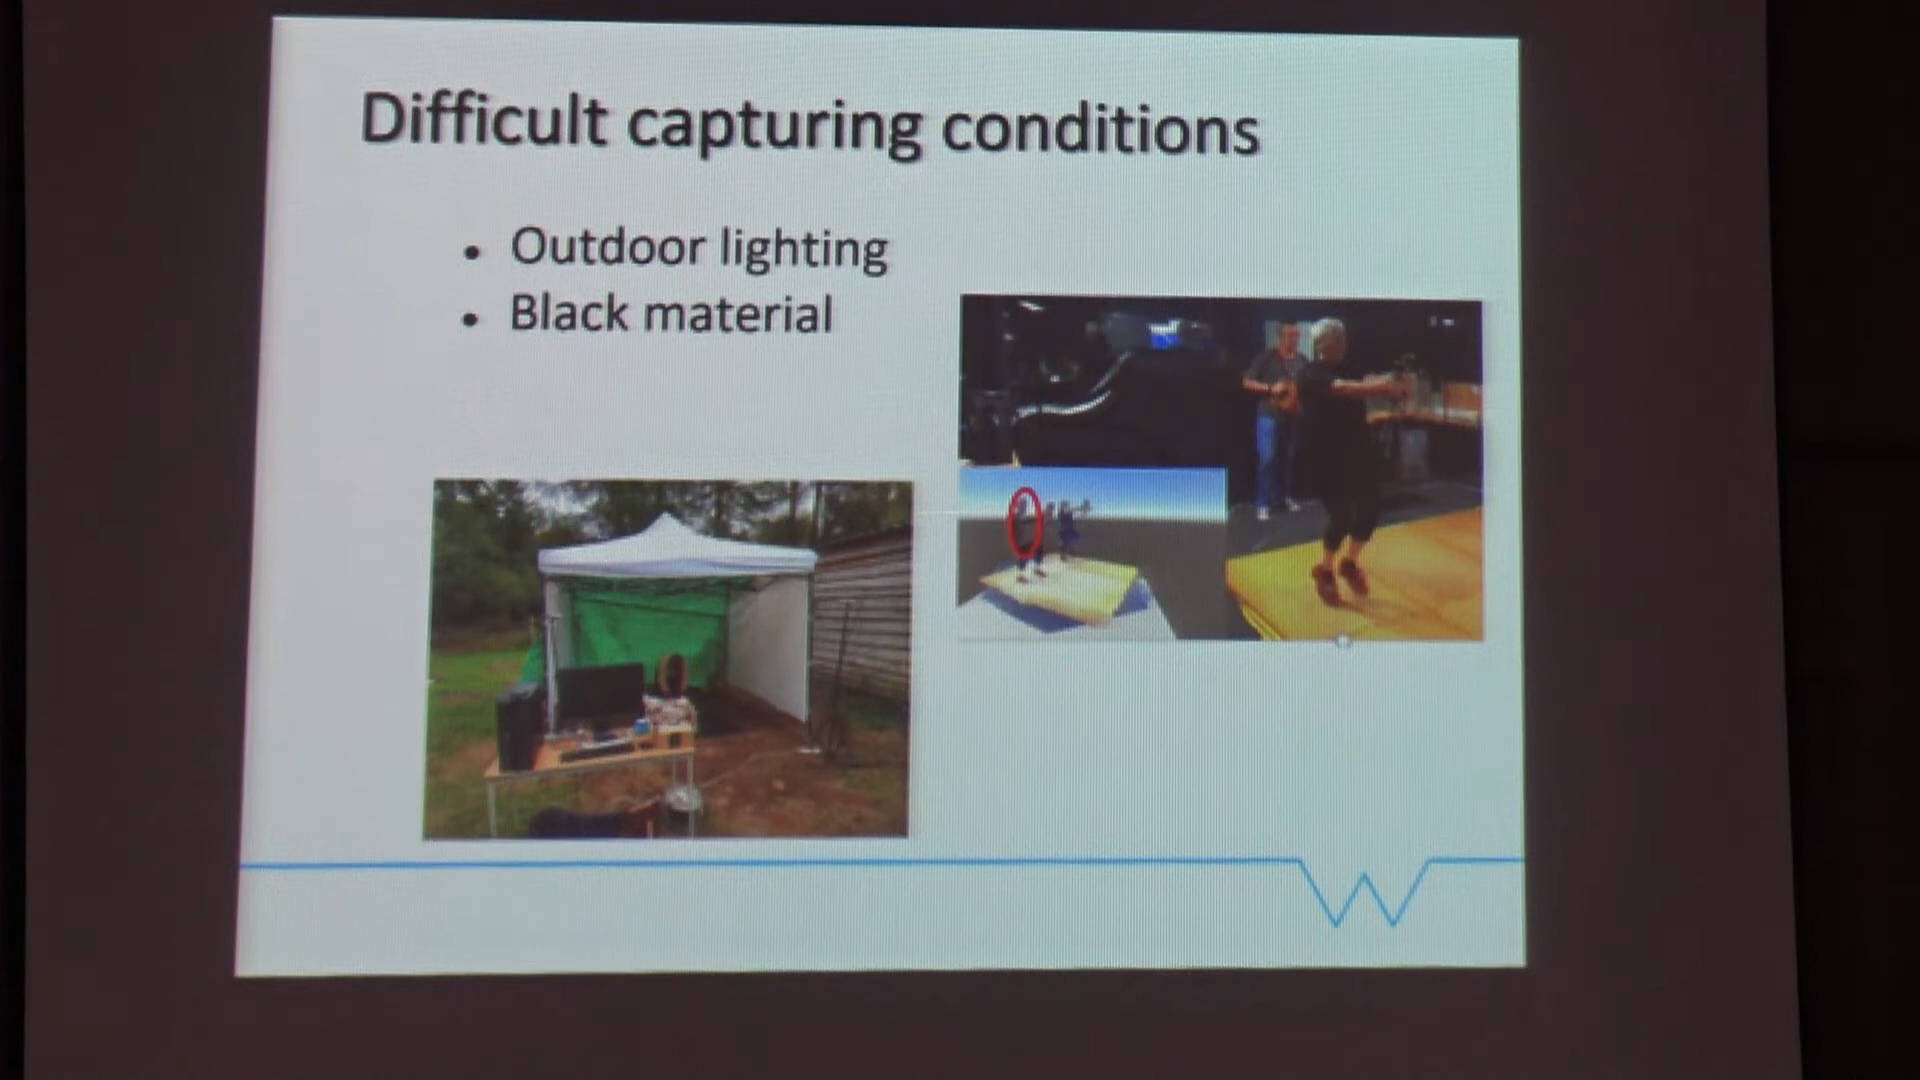 Difficult capturing conditions
• Outdoor lighting
• Black material